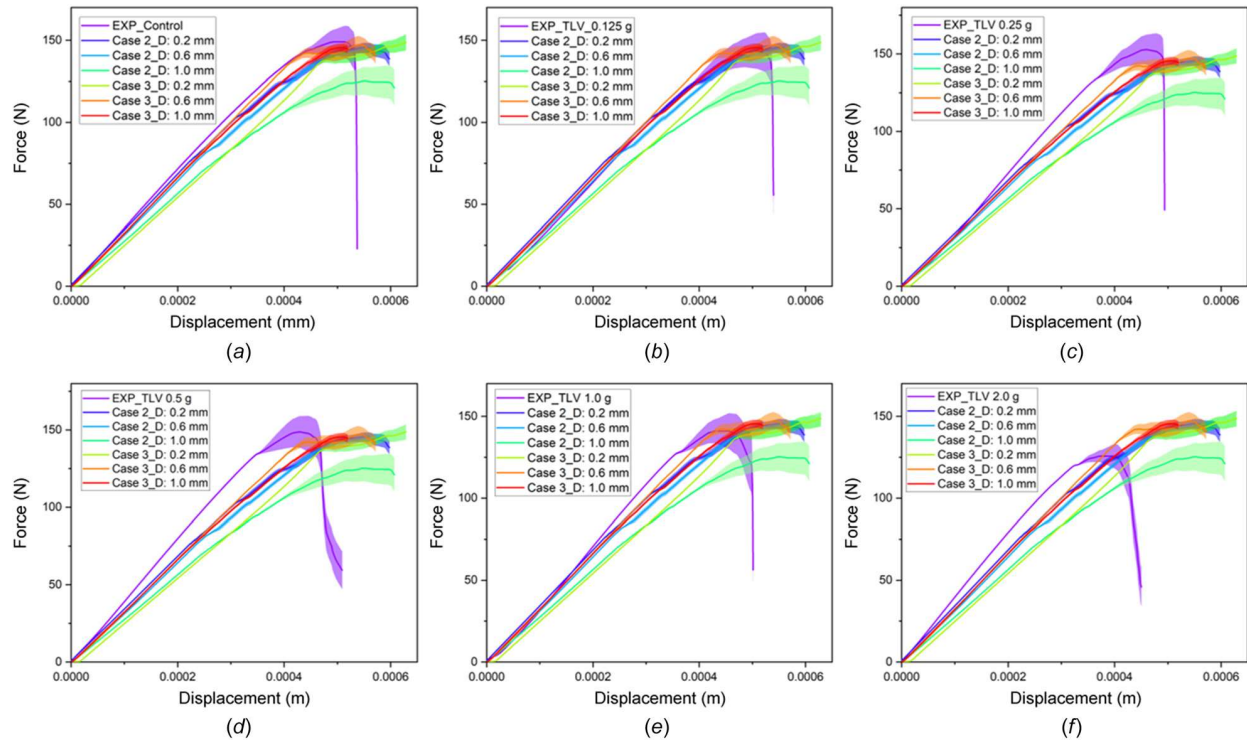 EXP_Control
Case 2_D: 0.2 mm
Case 2_D: 0.6 mm
Case 2_D: 1.0 mm
Case 3_D: 0.2 mm
Case 3_D: 0.6 mm
Case 3_D: 1.0 mm
150
100
50
0
Force (N)
0.0000 0.0002 0.0004 0.0006
Displacement (mm)
(a)
EXP_TLV_0.125 g
Case 2_D: 0.2 mm
Case 2_D: 0.6 mm
Case 2_D: 1.0 mm
Case 3_D: 0.2 mm
Case 3_D: 0.6 mm
Case 3_D: 1.0 mm
150
100
50
0
Force (N)
0.0000 0.0002 0.0004 0.0006
Displacement (m)
(b)
EXP_TLV 0.25 g
Case 2_D: 0.2 mm
Case 2_D: 0.6 mm
Case 2_D: 1.0 mm
Case 3_D: 0.2 mm
Case 3_D: 0.6 mm
Case 3_D: 1.0 mm
150
100
50
0
Force (N)
0.0000 0.0002 0.0004 0.0006
Displacement (m)
(c)
EXP_TLV 0.5 g
Case 2_D: 0.2 mm
Case 2_D: 0.6 mm
Case 2_D: 1.0 mm
Case 3_D: 0.2 mm
Case 3_D: 0.6 mm
Case 3_D: 1.0 mm
150
100
50
0
Force (N)
0.0000 0.0002 0.0004 0.0006
Displacement (m)
(d)
EXP_TLV 1.0 g
Case 2_D: 0.2 mm
Case 2_D: 0.6 mm
Case 2_D: 1.0 mm
Case 3_D: 0.2 mm
Case 3_D: 0.6 mm
Case 3_D: 1.0 mm
150
100
50
0
Force (N)
0.0000 0.0002 0.0004 0.0006
Displacement (m)
(e)
EXP_TLV 2.0 g
Case 2_D: 0.2 mm
Case 2_D: 0.6 mm
Case 2_D: 1.0 mm
Case 3_D: 0.2 mm
Case 3_D: 0.6 mm
Case 3_D: 1.0 mm
150
100
50
0
Force (N)
0.0000 0.0002 0.0004 0.0006
Displacement (m)
(f)